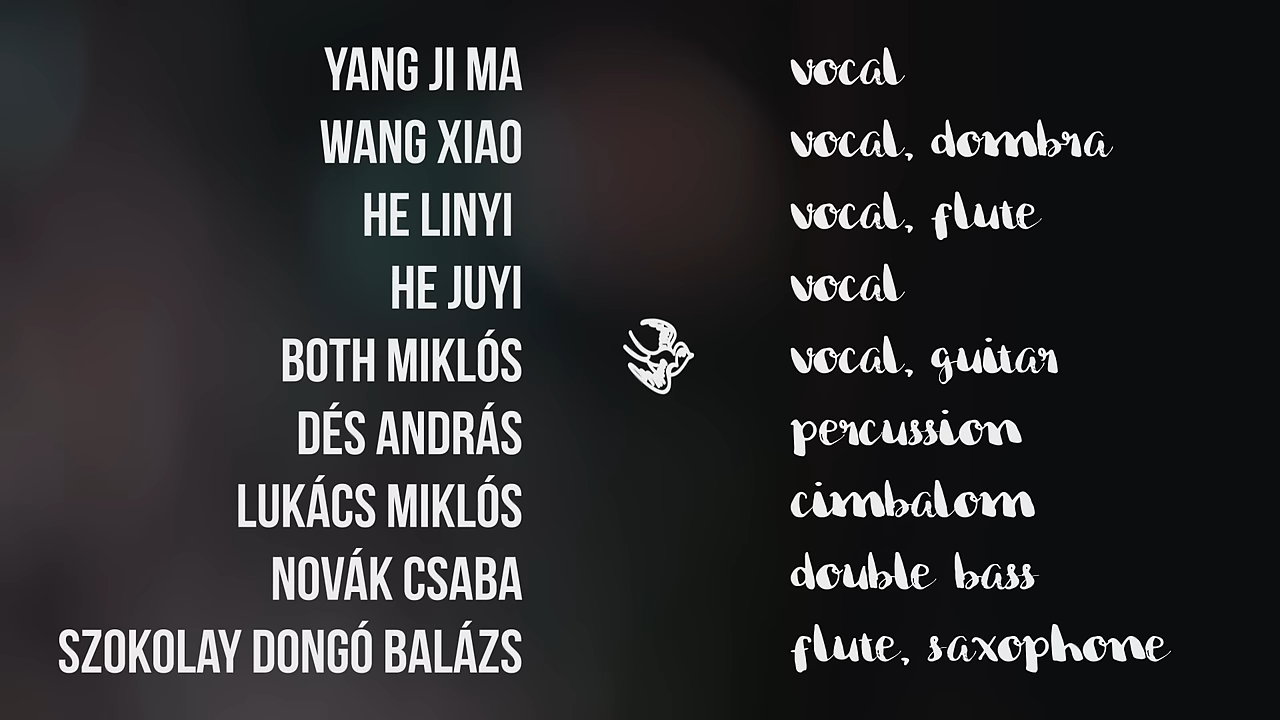 YANG JI MA vocal
WANG XIAO vocal, dombra
HE LINYI vocal, flute
HE JUYI vocal
BOTH MIKLÓS vocal, guitar
DÉS ANDRÁS percussion
LUKÁCS MIKLÓS cimbalom
NOVÁK CSABA double bass
SZOKOLAY DONGÓ BALÁZS flute, saxophone